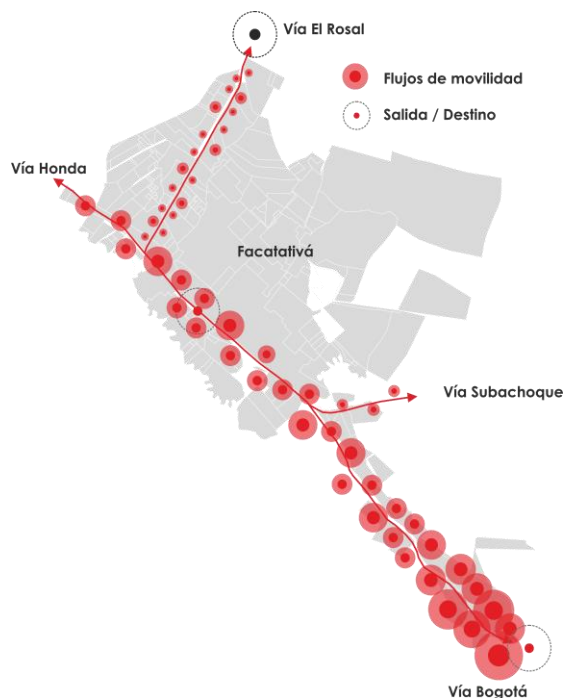 Vía El Rosal
Flujos de movilidad
Salida / Destino
Vía Honda
Facatativá
Vía Subachoque
Vía Bogotá